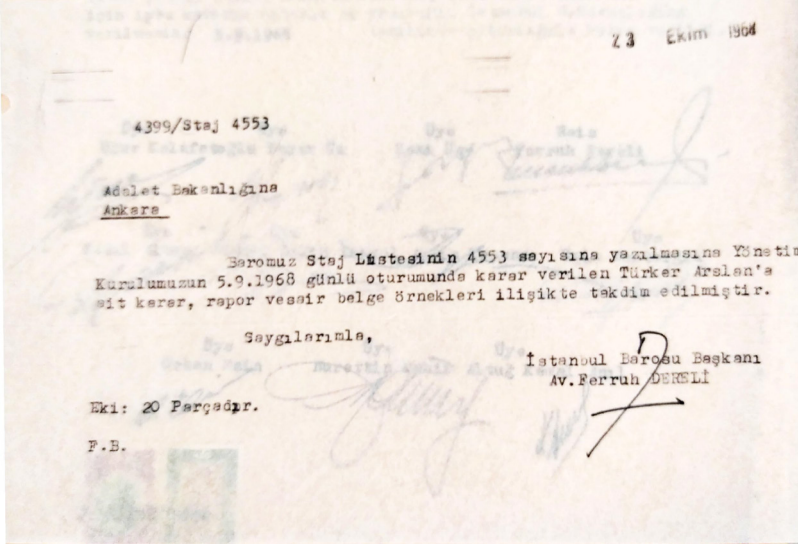 23 Ekim 1968
4399/Staj 4553
Adalet Bakanlığına
Ankara
Baromuz Staj Listesinin 4553 sayısına yazılmasına Yönetim
Kurulumuzun 5.9.1968 günlü oturumunda karar verilen Türker Arslan'a
ait karar, rapor vesair belge örnekleri ilişikte takdim edilmiştir.
Saygılarımla,
İstanbul Barosu Başkanı
Av.Ferruh DERELİ
Eki: 20 Parçadır.
F.B.